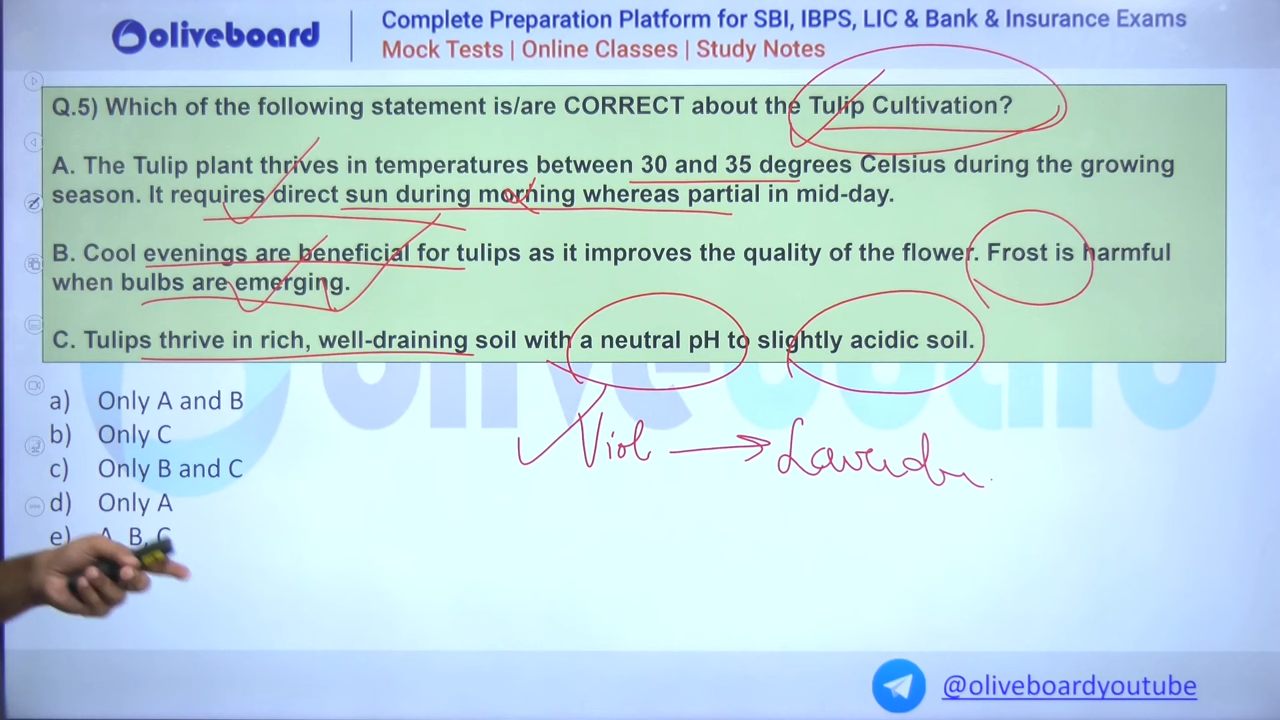 oliveboard
Complete Preparation Platform for SBI, IBPS, LIC & Bank & Insurance Exams
Mock Tests | Online Classes | Study Notes
Q.5) Which of the following statement is/are CORRECT about the Tulip Cultivation?
A. The Tulip plant thrives in temperatures between 30 and 35 degrees Celsius during the growing
season. It requires direct sun during morning whereas partial in mid-day.
B. Cool evenings are beneficial for tulips as it improves the quality of the flower. Frost is harmful
when bulbs are emerging.
C. Tulips thrive in rich, well-draining soil with a neutral pH to slightly acidic soil.
a) Only A and B
b) Only C
c) Only B and C
d) Only A
e) A, B, C
@oliveboardyoutube